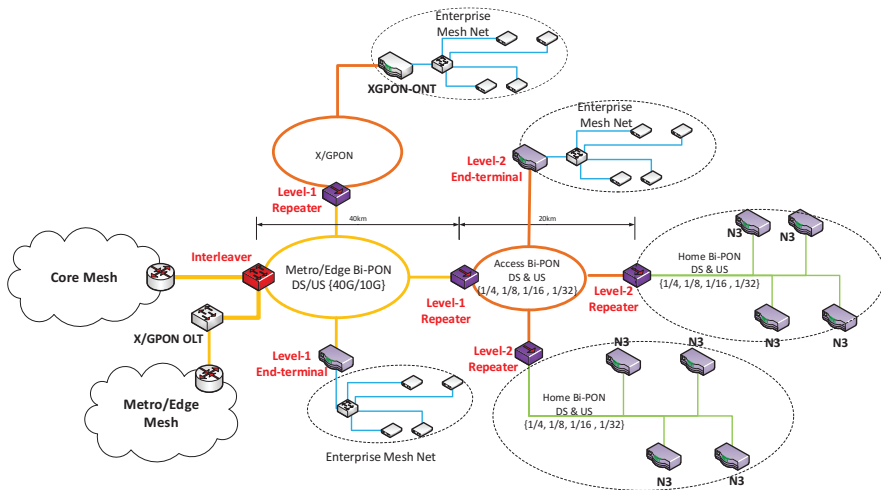 Enterprise
Mesh Net
XGPON-ONT
Enterprise
Mesh Net
X/GPON
Level-2
End-terminal
Level-1
Repeater
40km
20km
N3
N3
Interleaver
Core Mesh
Metro/Edge Bi-PON
DS/US {40G/10G}
Access Bi-PON
DS & US
{1/4, 1/8, 1/16 , 1/32}
Home Bi-PON
DS & US
{1/4, 1/8, 1/16 , 1/32}
Level-1
Repeater
Level-2
Repeater
N3
N3
X/GPON OLT
Level-1
End-terminal
Level-2
Repeater
N3
N3
Metro/Edge
Mesh
Home Bi-PON
DS & US
{1/4, 1/8, 1/16 , 1/32}
Enterprise Mesh Net
N3
N3